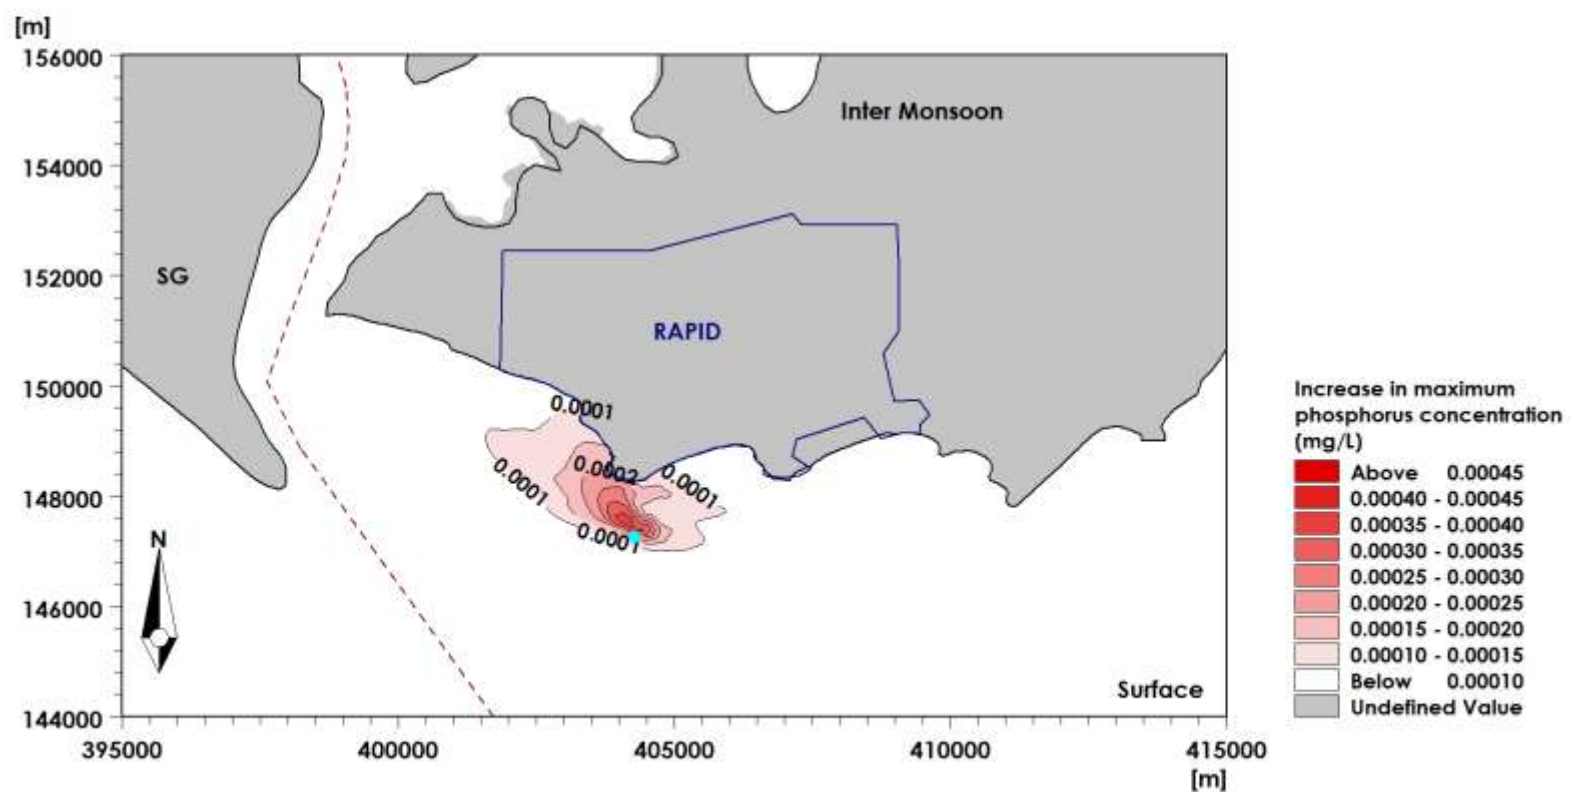 [m]
156000
154000
152000
150000
148000
146000
144000
395000
400000
405000
410000
415000
[m]
Inter Monsoon
SG
RAPID
0.0001
0.0002
0.0001
0.0001
0.0001
N
Surface
Increase in maximum
phosphorus concentration
(mg/L)
Above 0.00045
0.00040 - 0.00045
0.00035 - 0.00040
0.00030 - 0.00035
0.00025 - 0.00030
0.00020 - 0.00025
0.00015 - 0.00020
0.00010 - 0.00015
Below 0.00010
Undefined Value